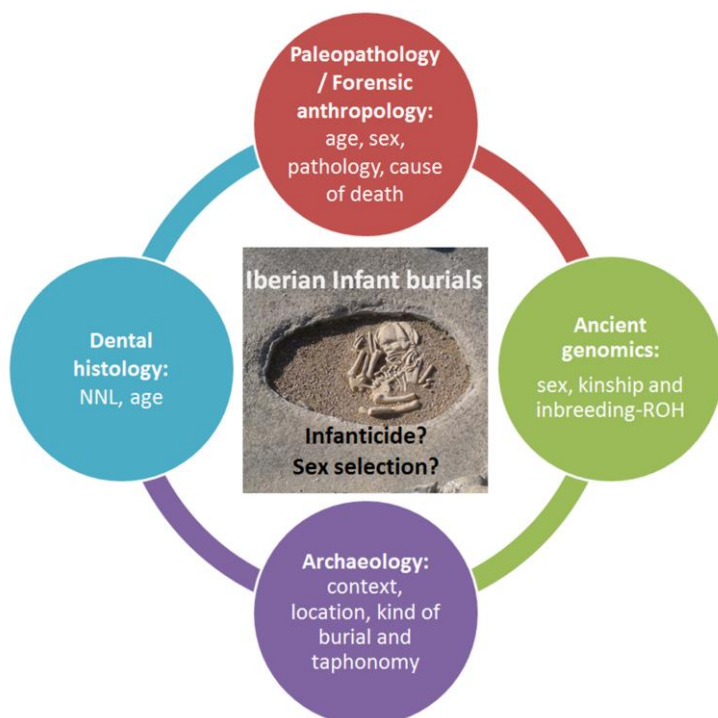 Paleopathology
/ Forensic
anthropology:
age, sex,
pathology, cause
of death
Iberian Infant burials
Infanticide?
Sex selection?
Dental
histology:
NNL, age
Ancient
genomics:
sex, kinship and
inbreeding-ROH
Archaeology:
context,
location, kind of
burial and
taphonomy